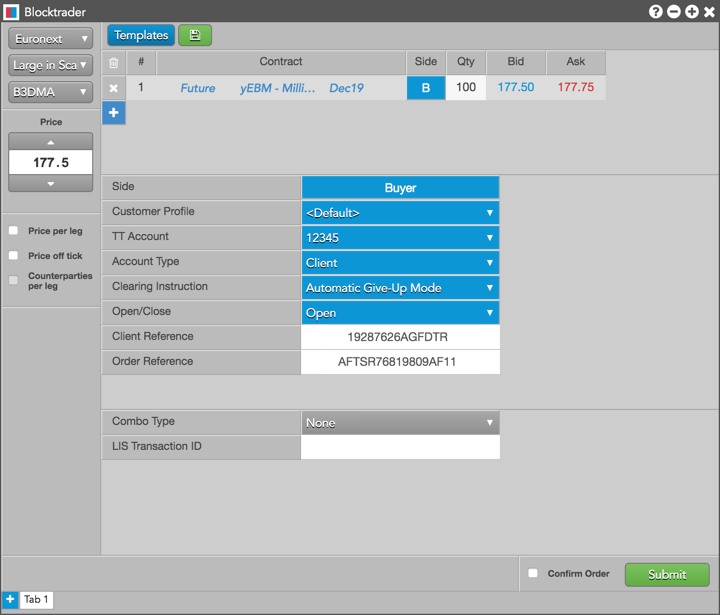 Blocktrader
Euronext
Large in Sca
B3DMA
Price
177.5
Price per leg
Price off tick
Counterparties
per leg
Templates
# Contract Side Qty Bid Ask
1 Future yEBM - Milli... Dec19 B 100 177.50 177.75
+
Side Buyer
Customer Profile <Default>
TT Account 12345
Account Type Client
Clearing Instruction Automatic Give-Up Mode
Open/Close Open
Client Reference 19287626AGFDTR
Order Reference AFTSR76819809AF11
Combo Type None
LIS Transaction ID
Confirm Order Submit
+ Tab 1